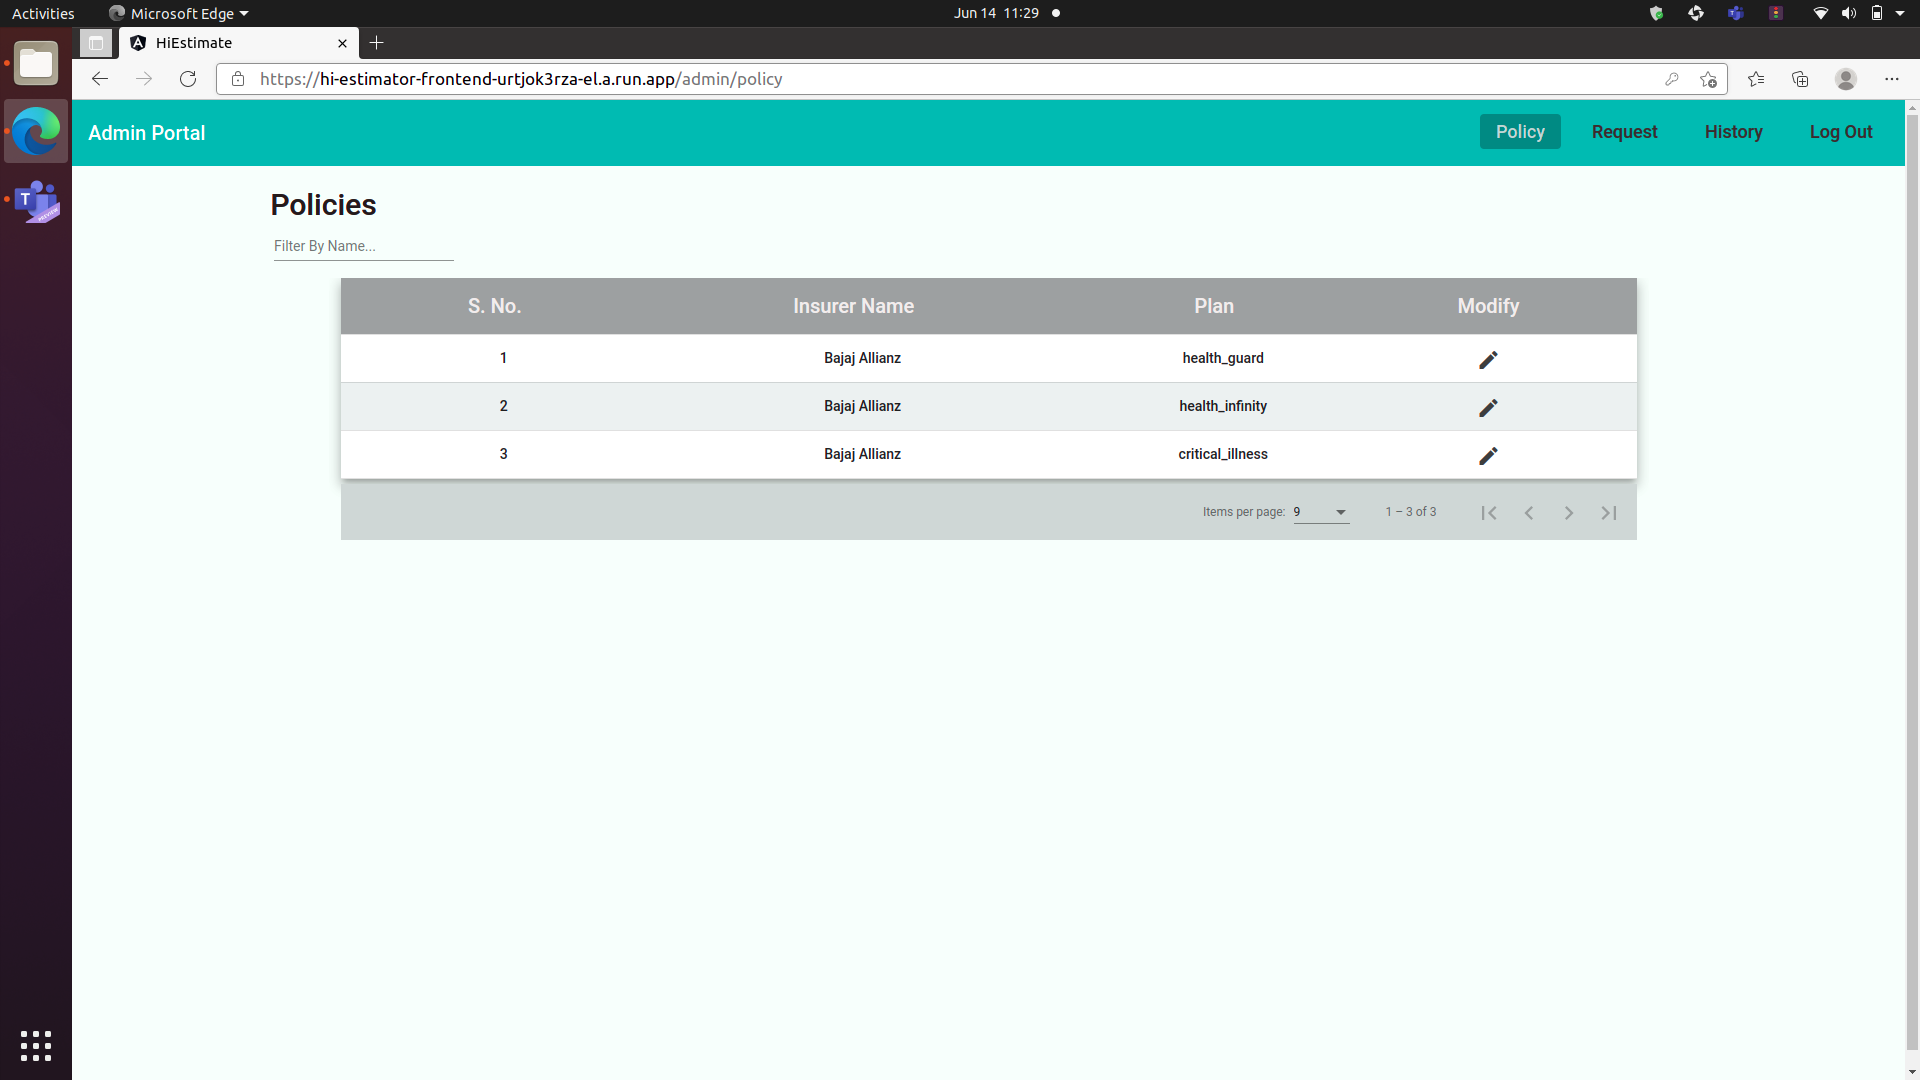 Activities Microsoft Edge Jun 14 11:29
HiEstimate
https://hi-estimator-frontend-urtjok3rza-el.a.run.app/admin/policy
Admin Portal Policy Request History Log Out
Policies
Filter By Name...
S. No. Insurer Name Plan Modify
1 Bajaj Allianz health_guard
2 Bajaj Allianz health_infinity
3 Bajaj Allianz critical_illness
Items per page: 9 1 – 3 of 3